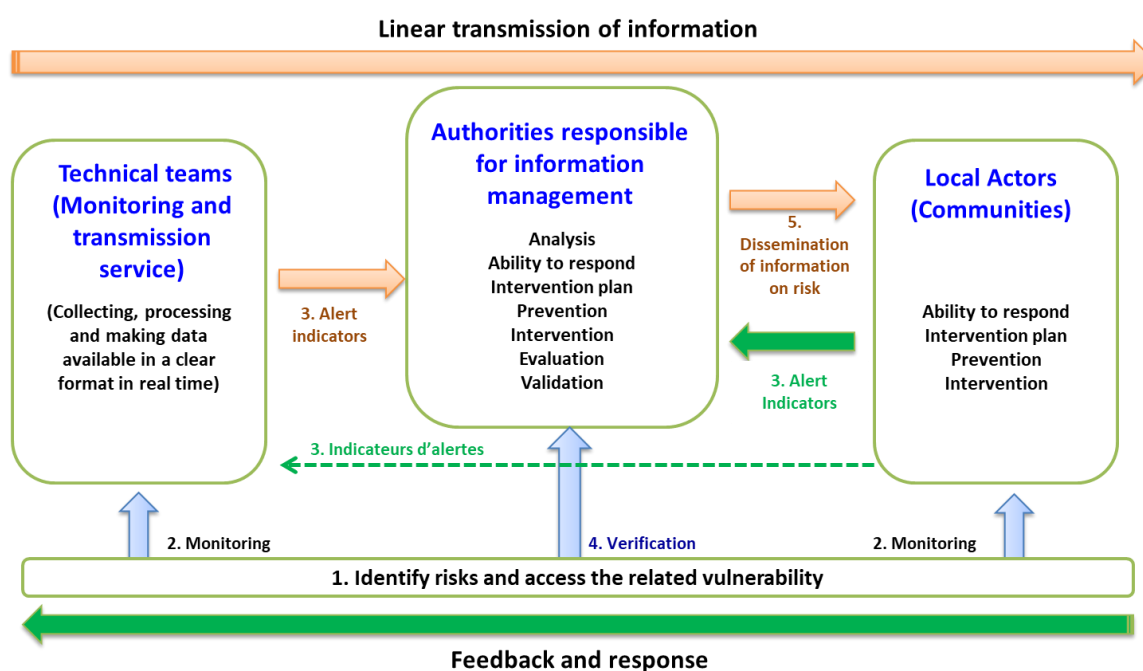 Linear transmission of information
Technical teams
(Monitoring and
transmission
service)
(Collecting, processing
and making data
available in a clear
format in real time)
3. Alert
indicators
Authorities responsible
for information
management
Analysis
Ability to respond
Intervention plan
Prevention
Intervention
Evaluation
Validation
5.
Dissemination
of information
on risk
3. Alert
Indicators
Local Actors
(Communities)
Ability to respond
Intervention plan
Prevention
Intervention
3. Indicateurs d’alertes
2. Monitoring
4. Verification
2. Monitoring
1. Identify risks and access the related vulnerability
Feedback and response